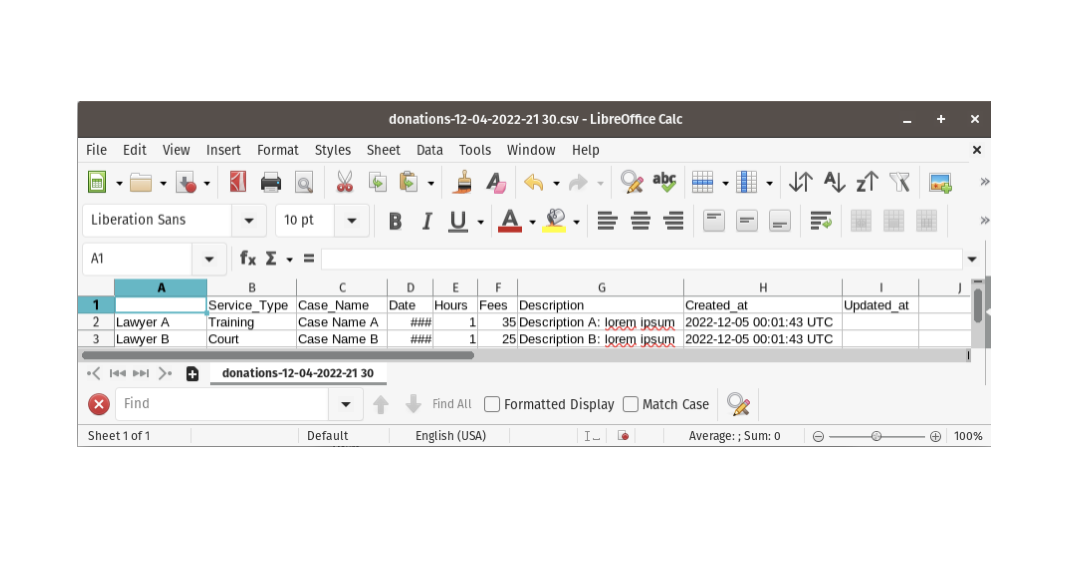 donations-12-04-2022-21 30.csv - LibreOffice Calc
File Edit View Insert Format Styles Sheet Data Tools Window Help
abc
Liberation Sans 10 pt B I U A
A1 fx Σ =
A B C D E F G H I J
1 Service_Type Case_Name Date Hours Fees Description Created_at Updated_at
2 Lawyer A Training Case Name A ### 1 35 Description A: lorem ipsum 2022-12-05 00:01:43 UTC
3 Lawyer B Court Case Name B ### 1 25 Description B: lorem ipsum 2022-12-05 00:01:43 UTC
donations-12-04-2022-21 30
Find Find All Formatted Display Match Case
Sheet 1 of 1 Default English (USA) Average: ; Sum: 0 100%